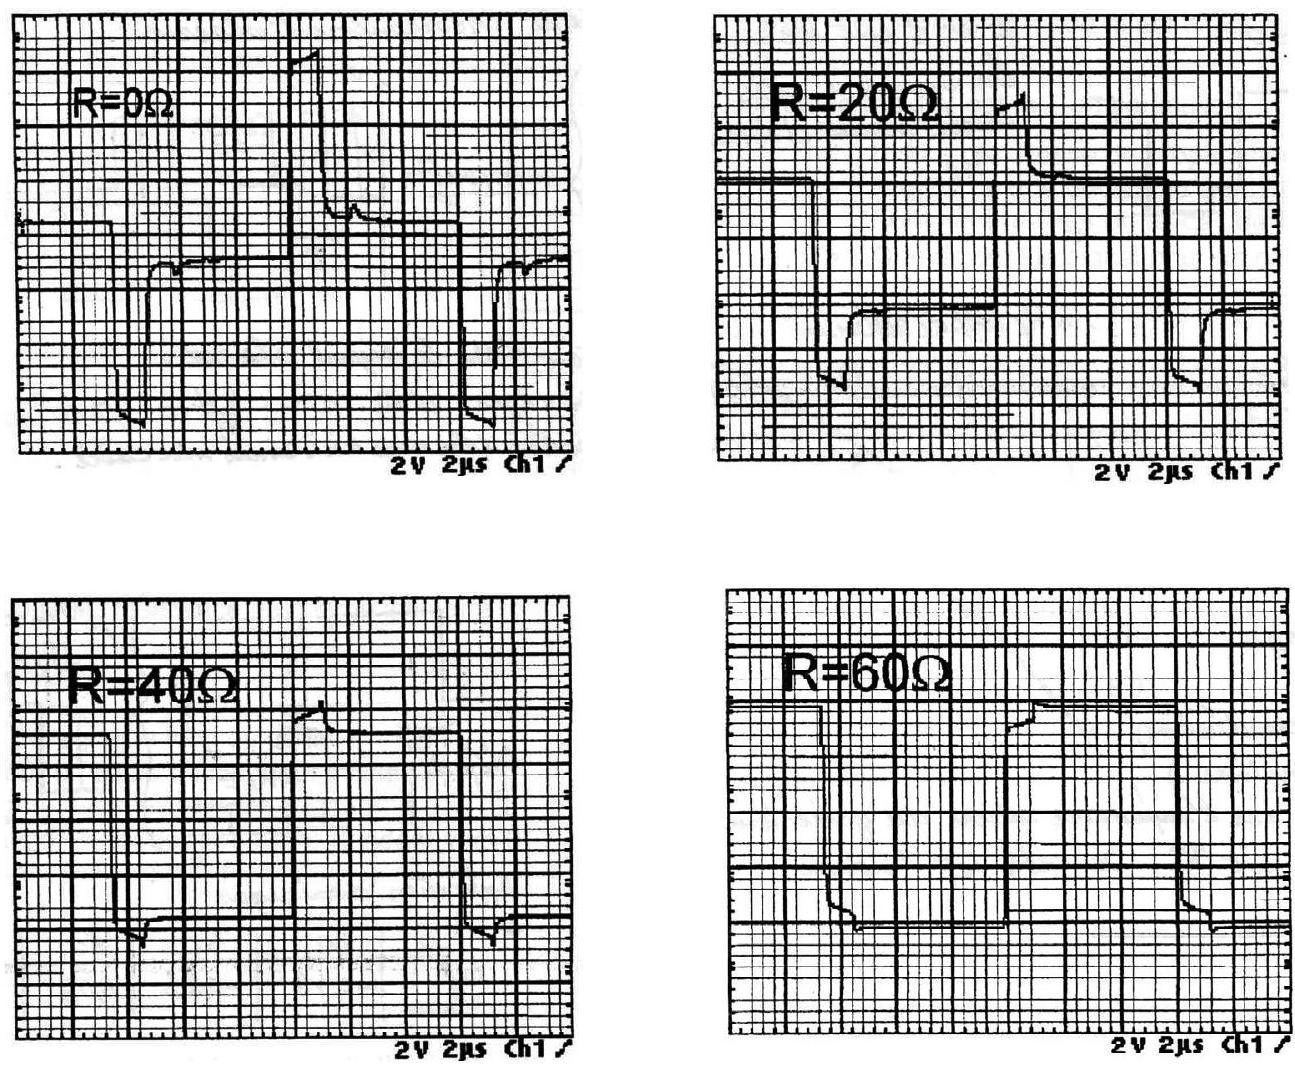 R=0Ω
2V 2µs Ch1 /
R=20Ω
2V 2µs Ch1 /
R=40Ω
2V 2µs Ch1 /
R=60Ω
2V 2µs Ch1 /